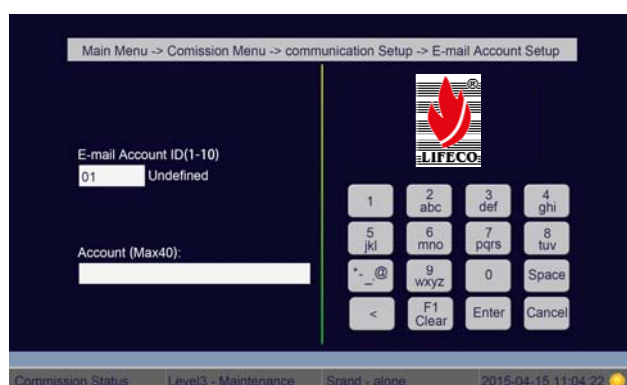 Main Menu -> Comission Menu -> communication Setup -> E-mail Account Setup
®
LIFECO
E-mail Account ID(1-10)
01 Undefined
Account (Max40):
1
2 abc
3 def
4 ghi
5 jkl
6 mno
7 pqrs
8 tuv
*-_.@
9 wxyz
0
Space
<
F1 Clear
Enter
Cancel
Commission Status Level3 - Maintenance Srand - alone 2015-04-15 11:04:22